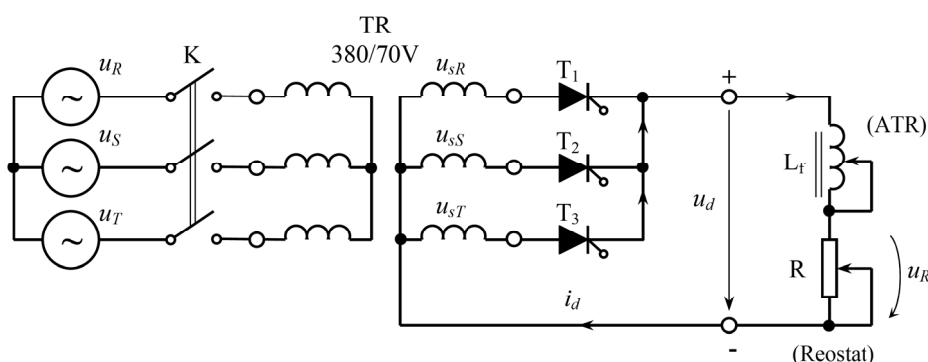 TR
380/70V
K
u_R
u_S
u_T
u_sR
u_sS
u_sT
T_1
T_2
T_3
+
u_d
(ATR)
L_f
R
u_R
i_d
-
(Reostat)